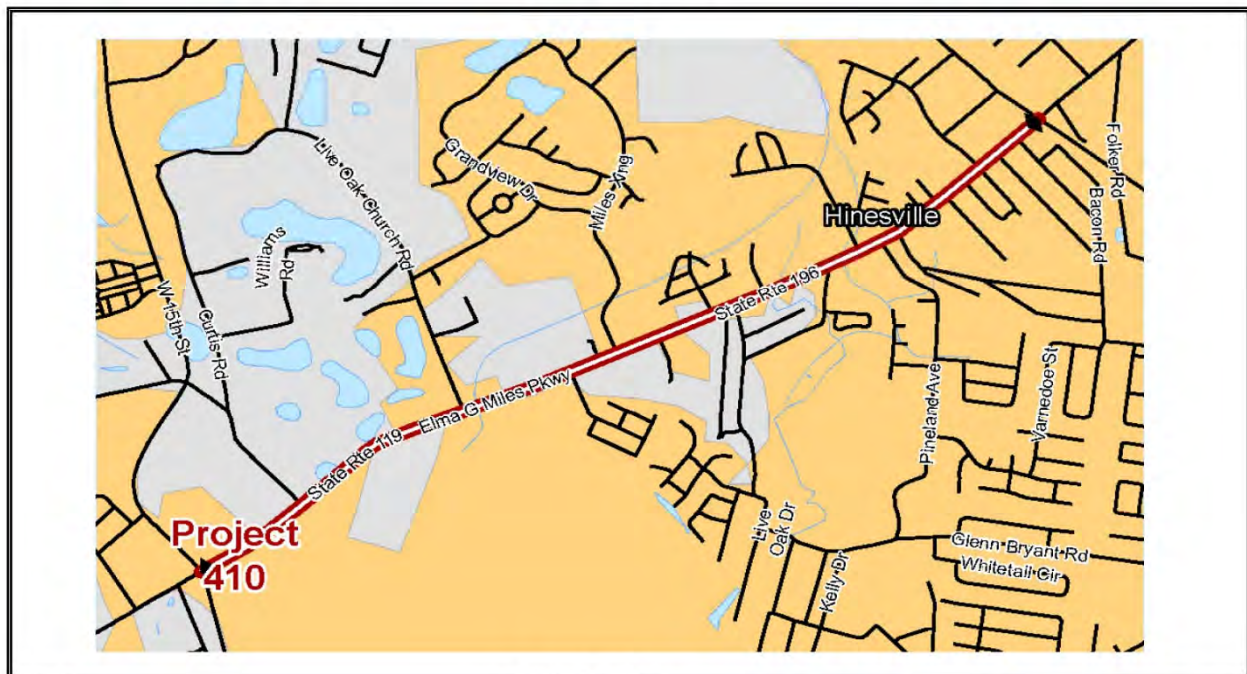 Grandview Dr
Miles Xng
Live Oak Church Rd
Folker Rd
Bacon Rd
Hinesville
Williams
Rd
W 15th St
Curtis Rd
State Rte 196
Elma G Miles Pkwy
State Rte 119
Pineland Ave
Varnedoe St
Project
410
Live
Oak Dr
Kelly Dr
Glenn Bryant Rd
Whitetail Cir